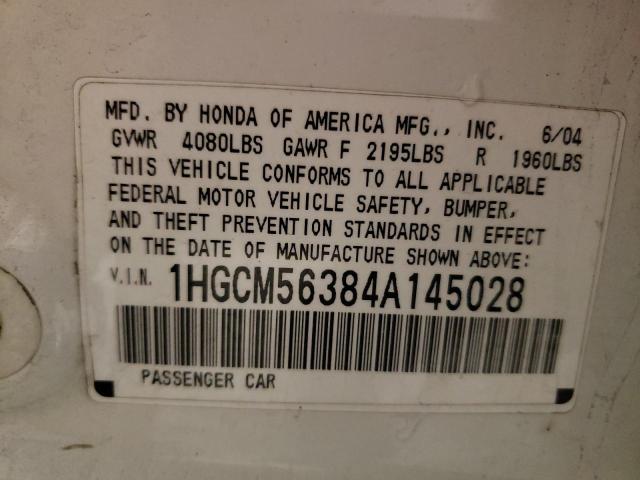 MFD. BY HONDA OF AMERICA MFG., INC. 6/04
GVWR 4080LBS GAWR F 2195LBS R 1960LBS
THIS VEHICLE CONFORMS TO ALL APPLICABLE
FEDERAL MOTOR VEHICLE SAFETY, BUMPER,
AND THEFT PREVENTION STANDARDS IN EFFECT
ON THE DATE OF MANUFACTURE SHOWN ABOVE:
V.I.N. 1HGCM56384A145028
PASSENGER CAR